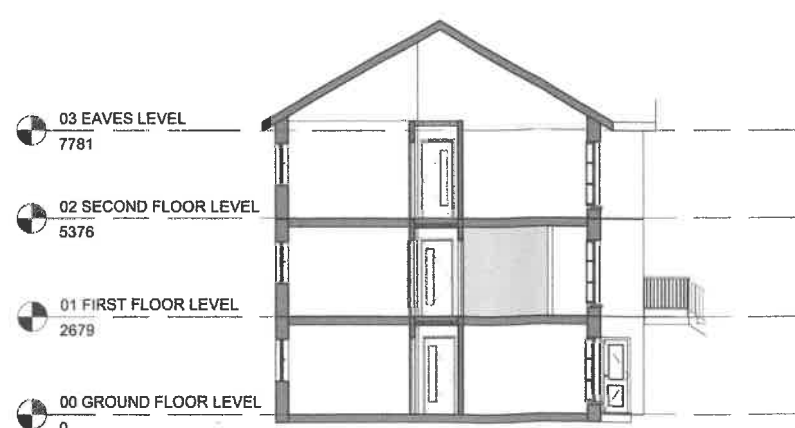 03 EAVES LEVEL
7781
02 SECOND FLOOR LEVEL
5376
01 FIRST FLOOR LEVEL
2679
00 GROUND FLOOR LEVEL
0